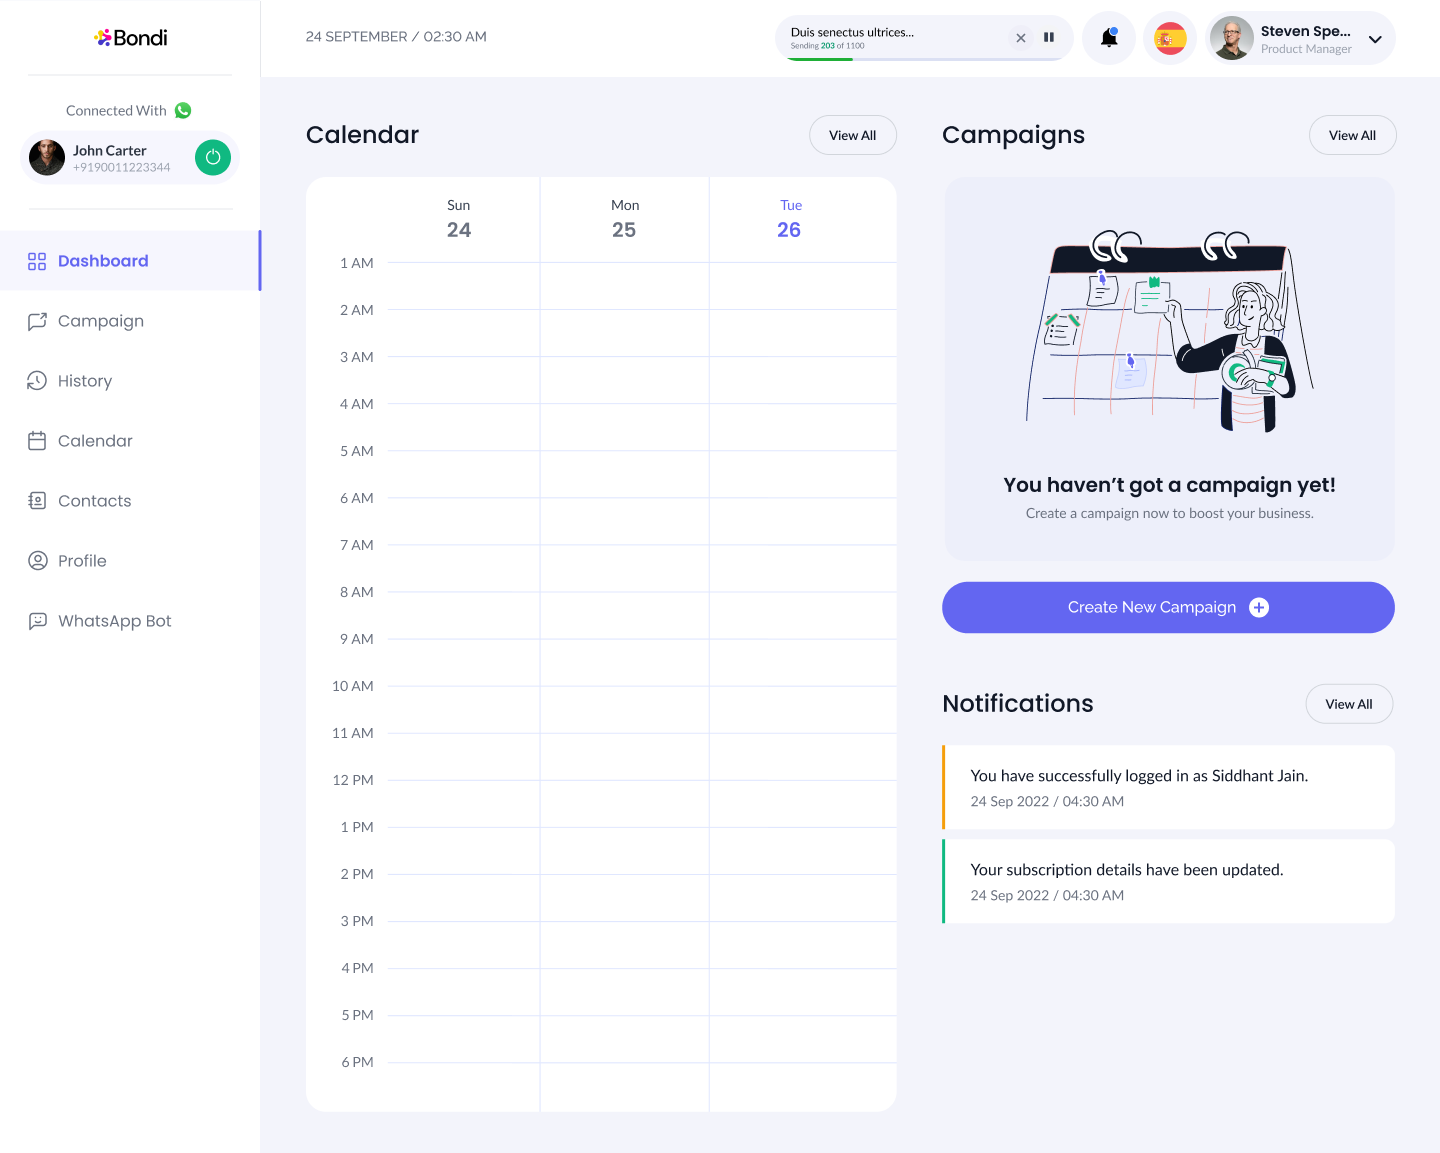 Bondi
24 SEPTEMBER / 02:30 AM
Duis senectus ultrices...
Sending 203 of 1100
Steven Spe...
Product Manager
Connected With
John Carter
+9190011223344
Dashboard
Campaign
History
Calendar
Contacts
Profile
WhatsApp Bot
Calendar
View All
Sun
24
Mon
25
Tue
26
1 AM
2 AM
3 AM
4 AM
5 AM
6 AM
7 AM
8 AM
9 AM
10 AM
11 AM
12 PM
1 PM
2 PM
3 PM
4 PM
5 PM
6 PM
Campaigns
View All
You haven’t got a campaign yet!
Create a campaign now to boost your business.
Create New Campaign
Notifications
View All
You have successfully logged in as Siddhant Jain.
24 Sep 2022 / 04:30 AM
Your subscription details have been updated.
24 Sep 2022 / 04:30 AM